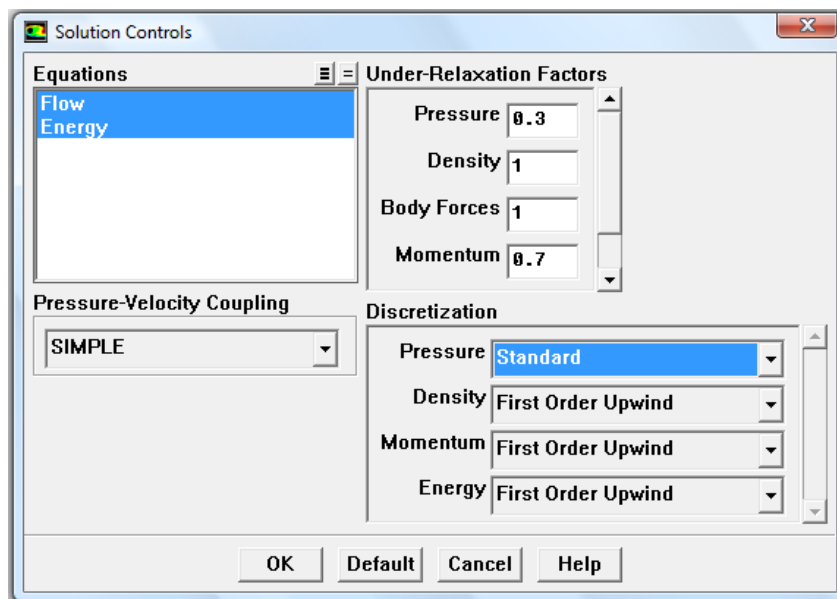 Solution Controls
Equations
Flow
Energy
Under-Relaxation Factors
Pressure 0.3
Density 1
Body Forces 1
Momentum 0.7
Pressure-Velocity Coupling
SIMPLE
Discretization
Pressure Standard
Density First Order Upwind
Momentum First Order Upwind
Energy First Order Upwind
OK Default Cancel Help